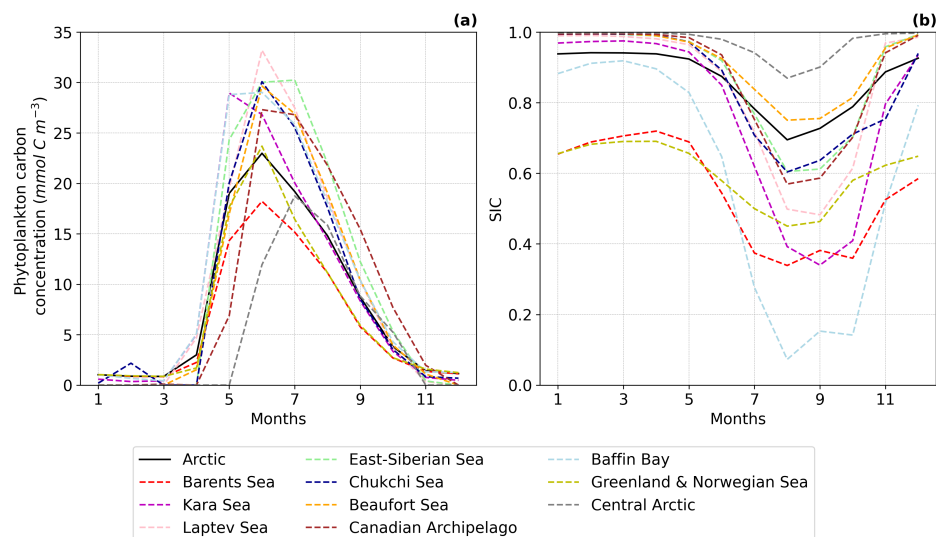 (a)
35
30
25
20
15
10
5
0
Phytoplankton carbon
concentration (mmol C m⁻³)
1 3 5 7 9 11
Months
(b)
1.0
0.8
0.6
0.4
0.2
0.0
SIC
1 3 5 7 9 11
Months
Arctic
Barents Sea
Kara Sea
Laptev Sea
East-Siberian Sea
Chukchi Sea
Beaufort Sea
Canadian Archipelago
Baffin Bay
Greenland & Norwegian Sea
Central Arctic